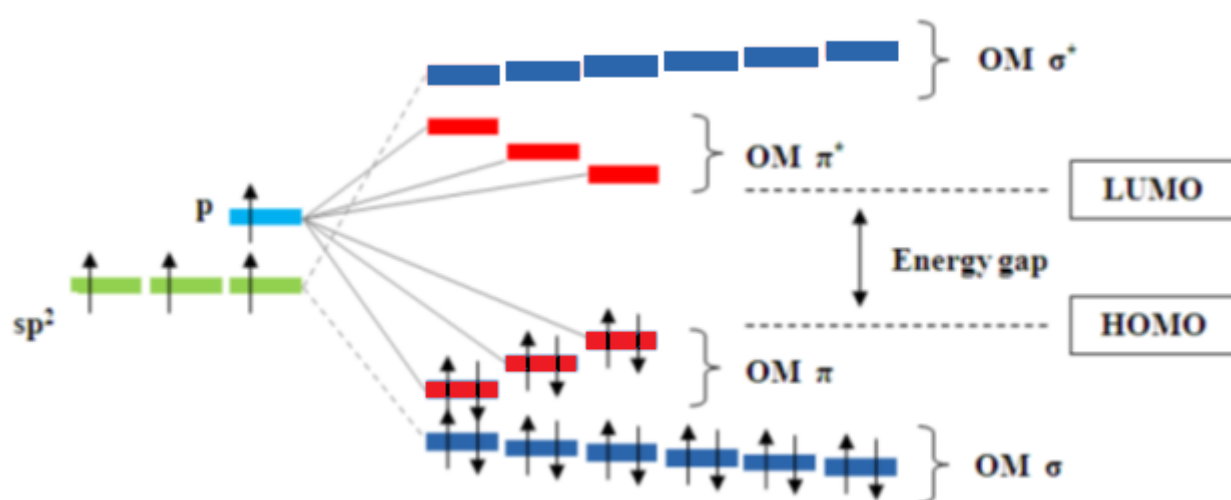 OM σ*
OM π*
LUMO
p
Energy gap
sp²
HOMO
OM π
OM σ